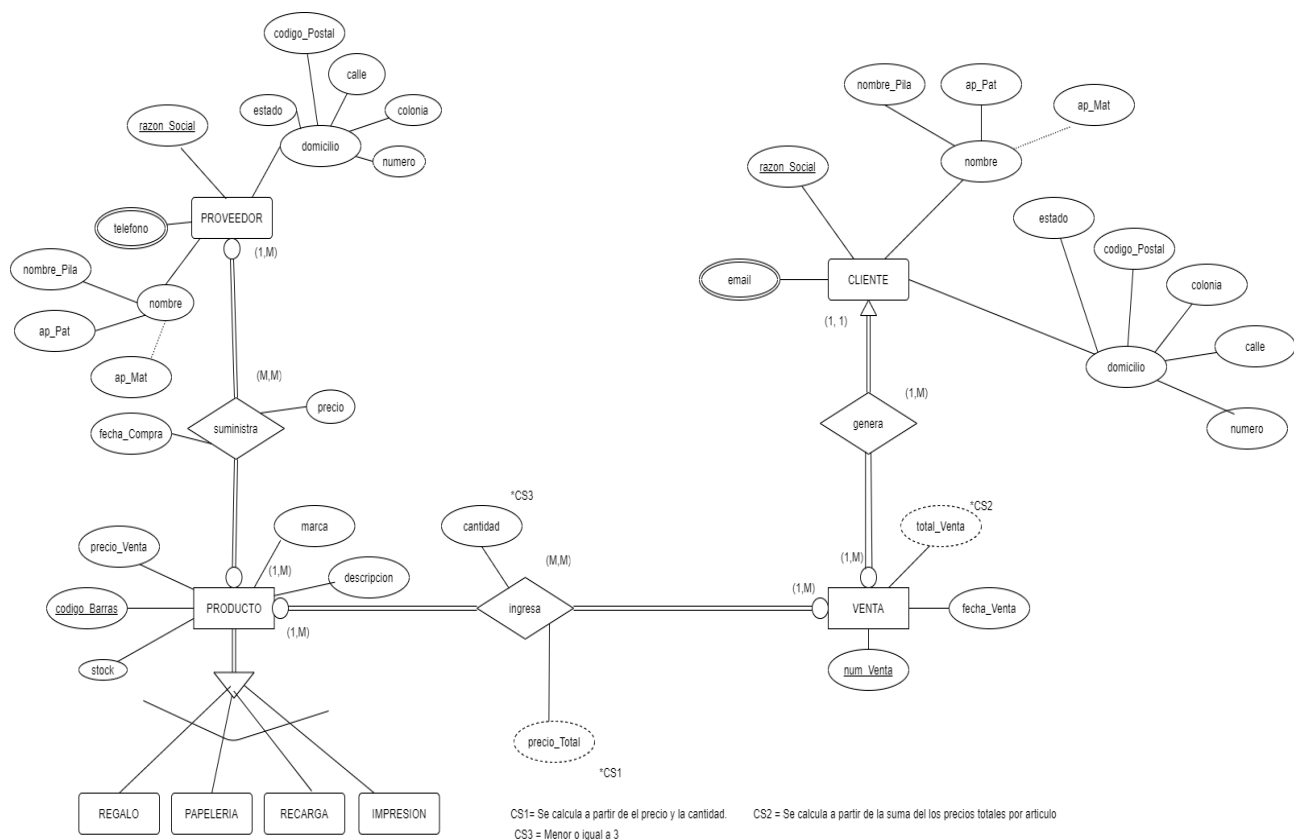 codigo_Postal
calle
estado
colonia
razon_Social
domicilio
numero
PROVEEDOR
telefono
(1,M)
nombre_Pila
nombre
ap_Pat
ap_Mat
(M,M)
precio
fecha_Compra
suministra
nombre_Pila
ap_Pat
ap_Mat
razon_Social
nombre
estado
codigo_Postal
email
CLIENTE
colonia
(1, 1)
calle
domicilio
(1,M)
numero
genera
*CS3
cantidad
*CS2
total_Venta
marca
precio_Venta
(M,M)
(1,M)
(1,M)
descripcion
(1,M)
codigo_Barras
PRODUCTO
ingresa
VENTA
fecha_Venta
(1,M)
stock
num_Venta
precio_Total
*CS1
REGALO
PAPELERIA
RECARGA
IMPRESION
CS1= Se calcula a partir de el precio y la cantidad.
CS2 = Se calcula a partir de la suma del los precios totales por articulo
CS3 = Menor o igual a 3